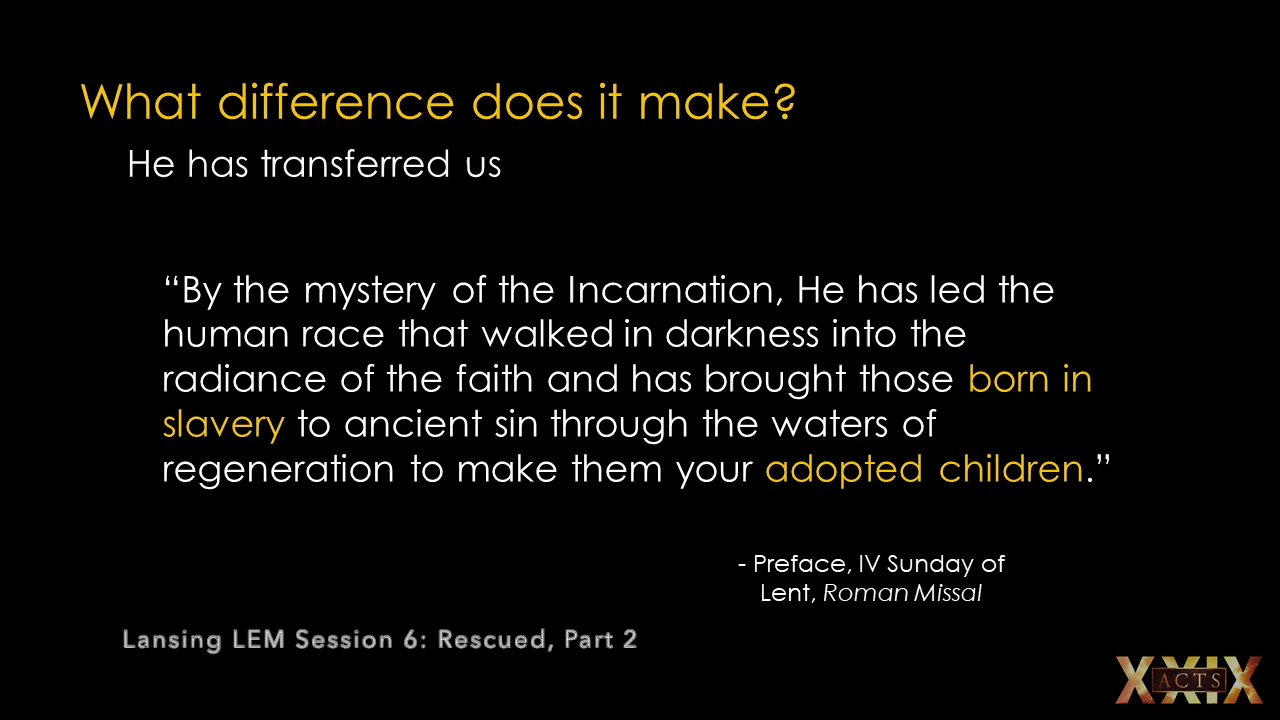 What difference does it make?
He has transferred us
“By the mystery of the Incarnation, He has led the
human race that walked in darkness into the
radiance of the faith and has brought those born in
slavery to ancient sin through the waters of
regeneration to make them your adopted children.”
- Preface, IV Sunday of
Lent, Roman Missal
Lansing LEM Session 6: Rescued, Part 2
XXIX
ACTS